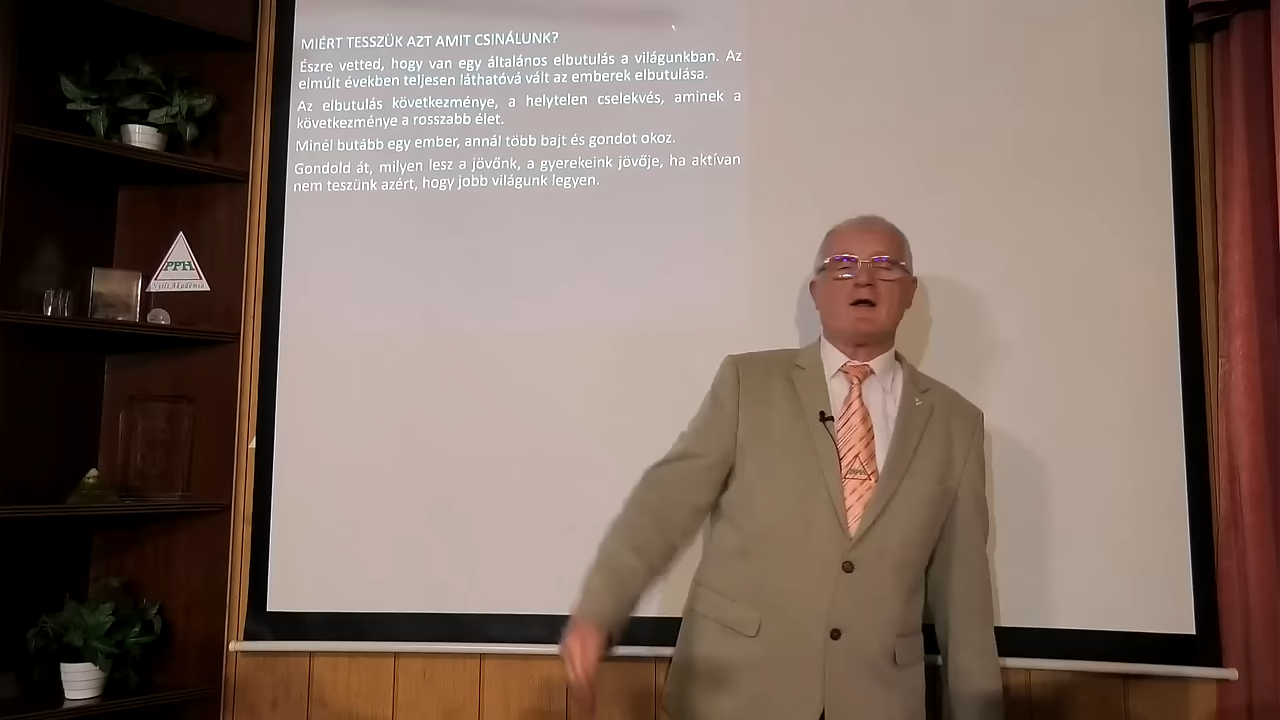 MIÉRT TESSZÜK AZT AMIT CSINÁLUNK?
Észre vetted, hogy van egy általános elbutulás a világunkban. Az
elmúlt években teljesen láthatóvá vált az emberek elbutulása.
Az elbutulás következménye, a helytelen cselekvés, aminek a
következménye a rosszabb élet.
Minél butább egy ember, annál több bajt és gondot okoz.
Gondold át, milyen lesz a jövőnk, a gyerekeink jövője, ha aktívan
nem teszünk azért, hogy jobb világunk legyen.
PPH
Nyílt Akadémia
PPH